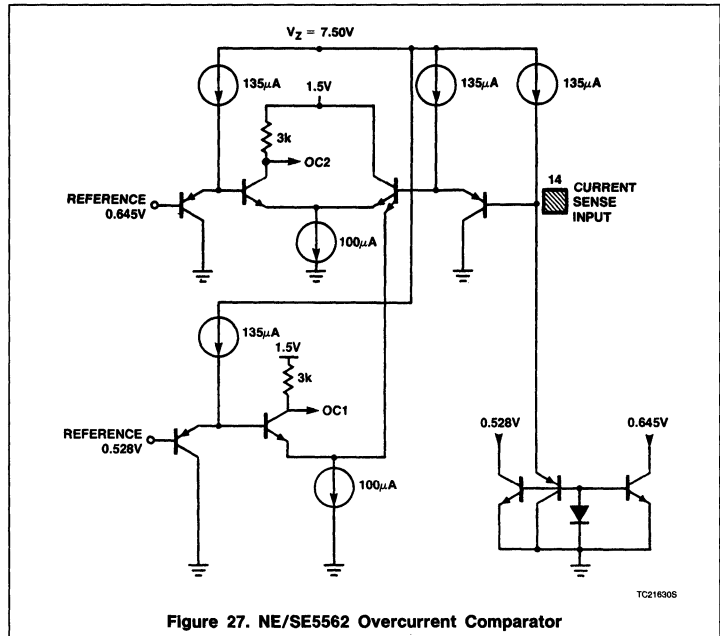 VZ = 7.50V
135μA
1.5V
135μA
135μA
3k
OC2
14
CURRENT
SENSE
INPUT
REFERENCE
0.645V
100μA
135μA
1.5V
3k
OC1
REFERENCE
0.528V
100μA
0.528V
0.645V
TC21630S
Figure 27. NE/SE5562 Overcurrent Comparator